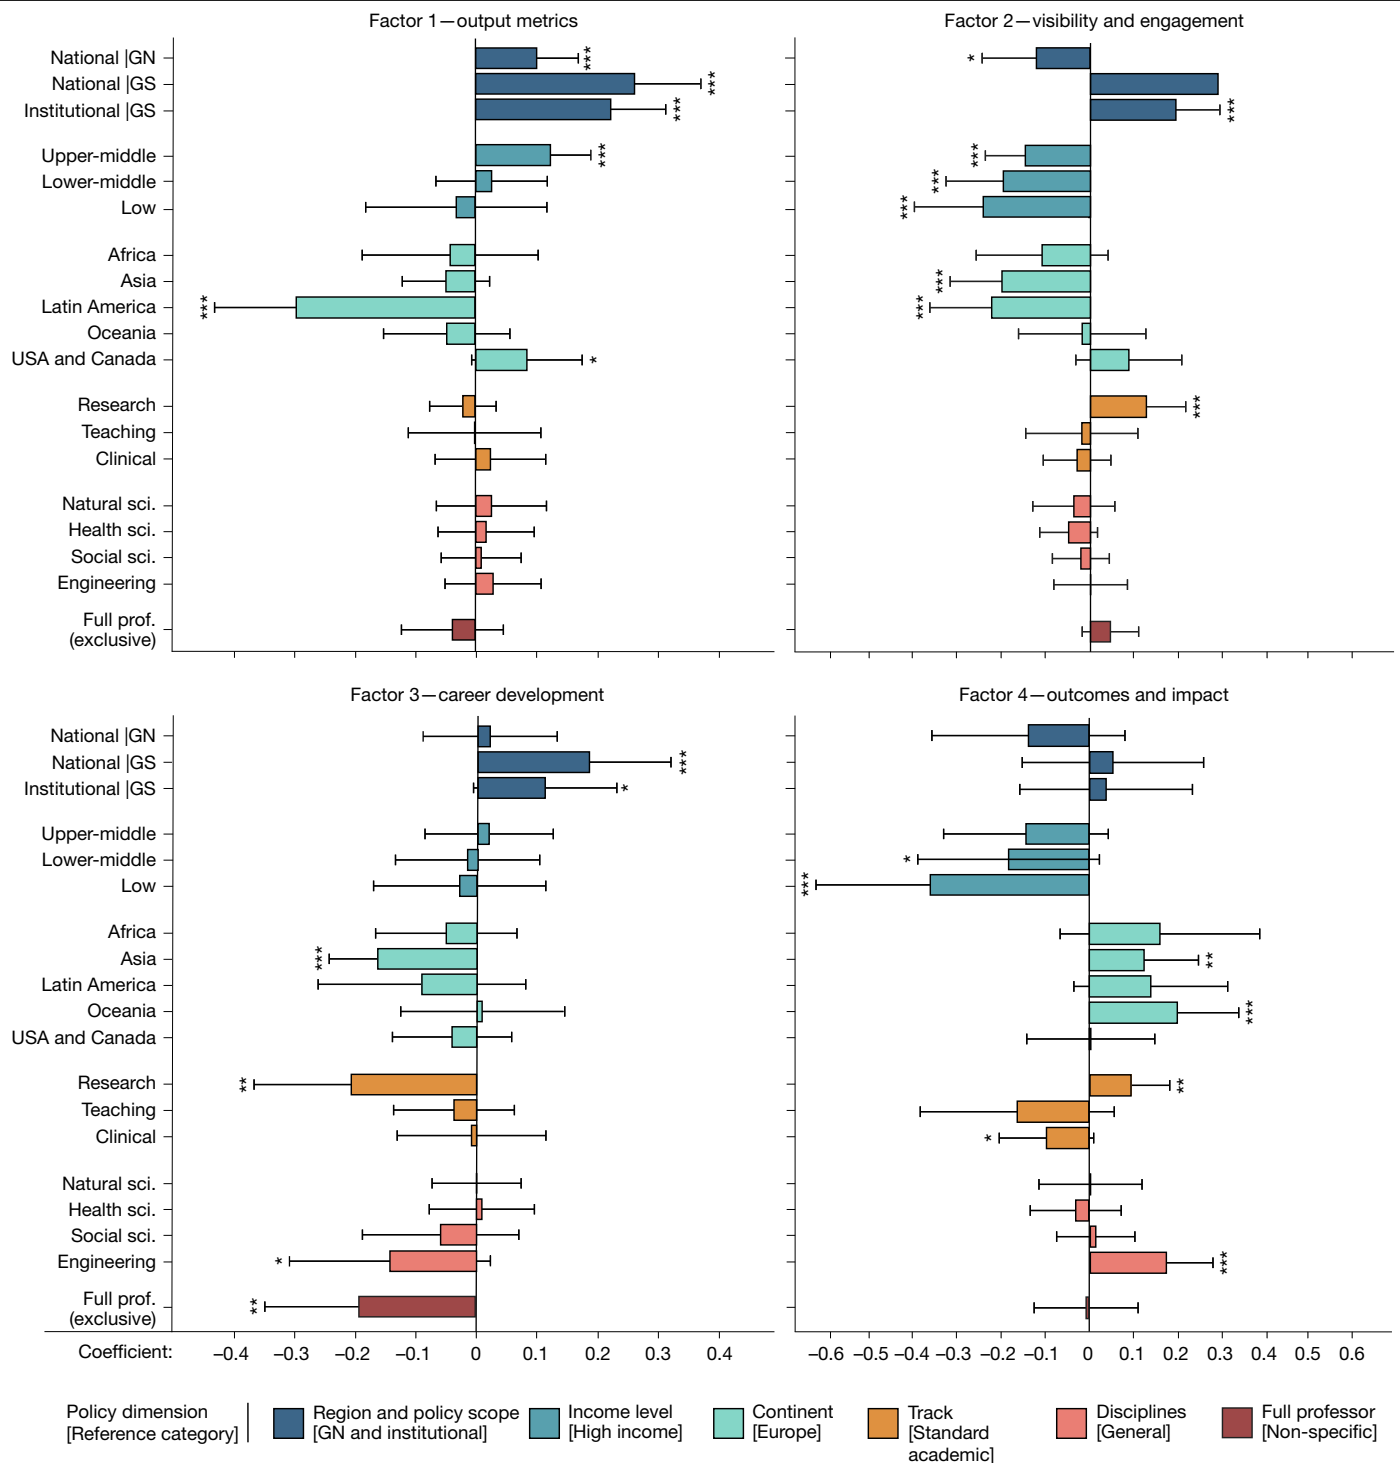 Factor 1—output metrics
National |GN
***
National |GS
***
Institutional |GS
***
Upper-middle
***
Lower-middle
Low
Africa
Asia
Latin America
***
Oceania
USA and Canada
*
Research
Teaching
Clinical
Natural sci.
Health sci.
Social sci.
Engineering
Full prof.
(exclusive)
Factor 2—visibility and engagement
*
***
***
***
***
***
***
***
Factor 3—career development
National |GN
National |GS
***
Institutional |GS
*
Upper-middle
Lower-middle
Low
Africa
Asia
***
Latin America
Oceania
USA and Canada
Research
**
Teaching
Clinical
Natural sci.
Health sci.
Social sci.
Engineering
*
Full prof.
(exclusive)
**
Factor 4—outcomes and impact
*
***
**
***
**
*
***
Coefficient:
–0.4 –0.3 –0.2 –0.1 0 0.1 0.2 0.3 0.4
–0.6 –0.5 –0.4 –0.3 –0.2 –0.1 0 0.1 0.2 0.3 0.4 0.5 0.6
Policy dimension
[Reference category]
Region and policy scope
[GN and institutional]
Income level
[High income]
Continent
[Europe]
Track
[Standard
academic]
Disciplines
[General]
Full professor
[Non-specific]